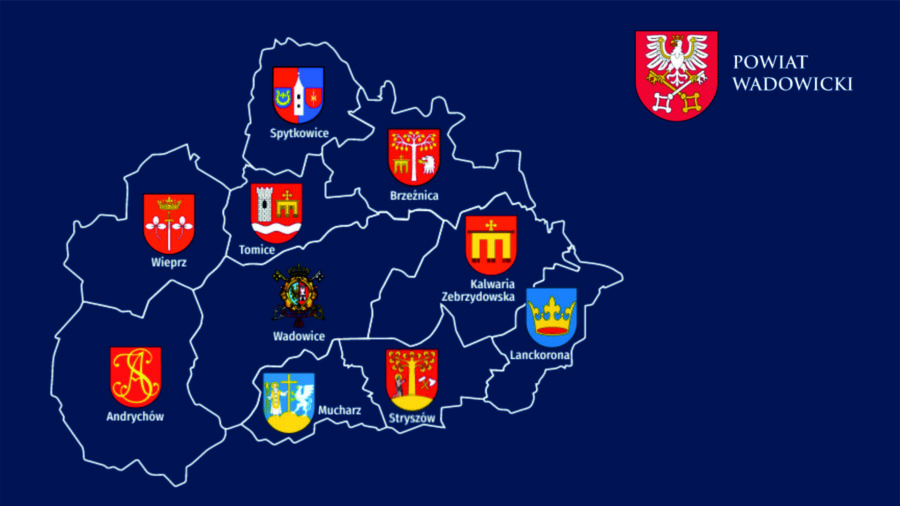 POWIAT
WADOWICKI
Spytkowice
Brzeźnica
Tomice
Wieprz
Kalwaria
Zebrzydowska
Wadowice
Lanckorona
Andrychów
Mucharz
Stryszów